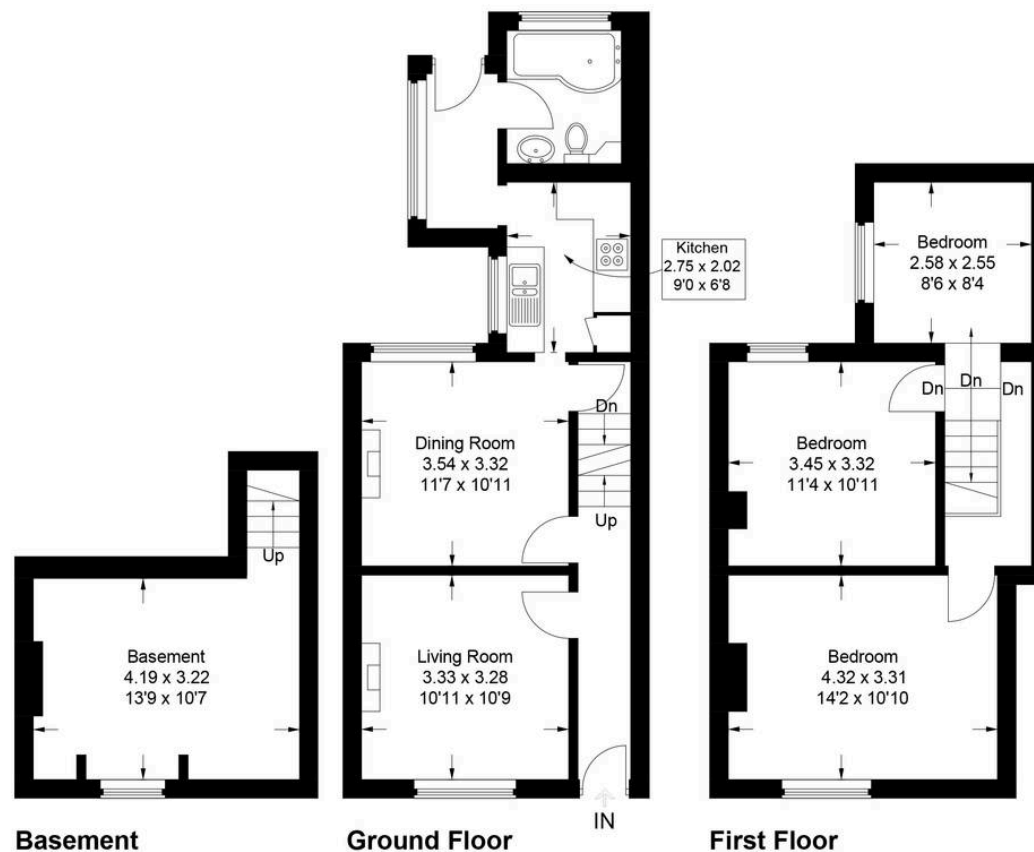 Kitchen
2.75 x 2.02
9'0 x 6'8
Bedroom
2.58 x 2.55
8'6 x 8'4
Dn
Dn
Dn
Dn
Dining Room
3.54 x 3.32
11'7 x 10'11
Bedroom
3.45 x 3.32
11'4 x 10'11
Up
Up
Basement
4.19 x 3.22
13'9 x 10'7
Living Room
3.33 x 3.28
10'11 x 10'9
Bedroom
4.32 x 3.31
14'2 x 10'10
IN
Basement
Ground Floor
First Floor